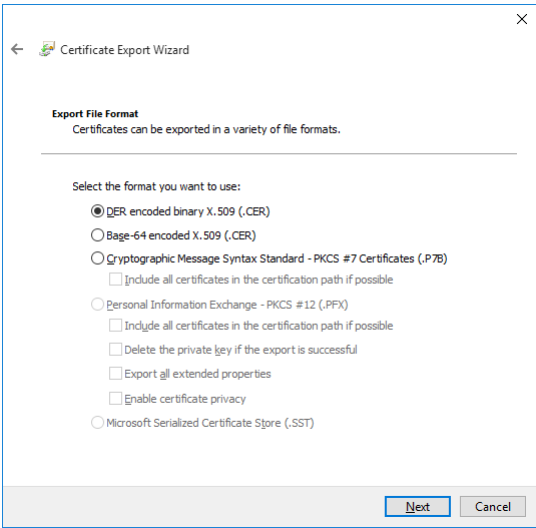 Certificate Export Wizard
Export File Format
Certificates can be exported in a variety of file formats.
Select the format you want to use:
DER encoded binary X.509 (.CER)
Base-64 encoded X.509 (.CER)
Cryptographic Message Syntax Standard - PKCS #7 Certificates (.P7B)
Include all certificates in the certification path if possible
Personal Information Exchange - PKCS #12 (.PFX)
Include all certificates in the certification path if possible
Delete the private key if the export is successful
Export all extended properties
Enable certificate privacy
Microsoft Serialized Certificate Store (.SST)
Next Cancel